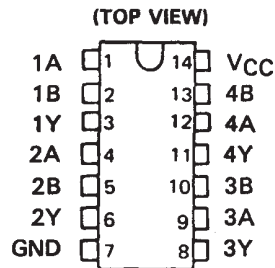 (TOP VIEW)
1A 1 14 VCC
1B 2 13 4B
1Y 3 12 4A
2A 4 11 4Y
2B 5 10 3B
2Y 6 9 3A
GND 7 8 3Y